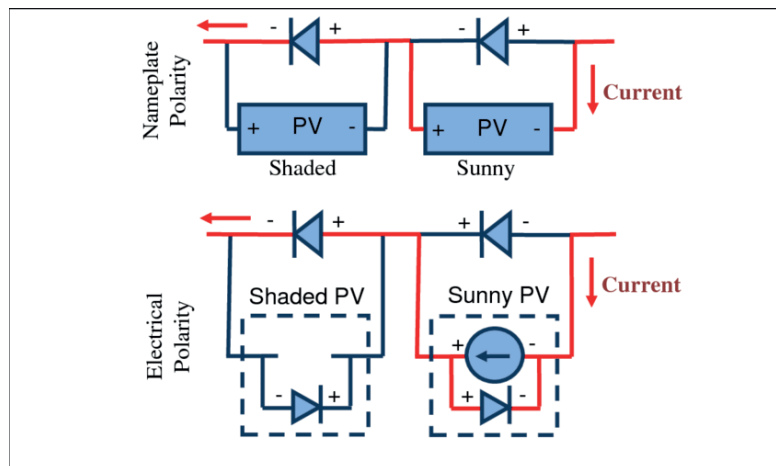 - + - +
Nameplate
Polarity
Current
+ PV - + PV -
Shaded Sunny
- + + -
Electrical
Polarity
Current
Shaded PV Sunny PV
+ -
- + + -